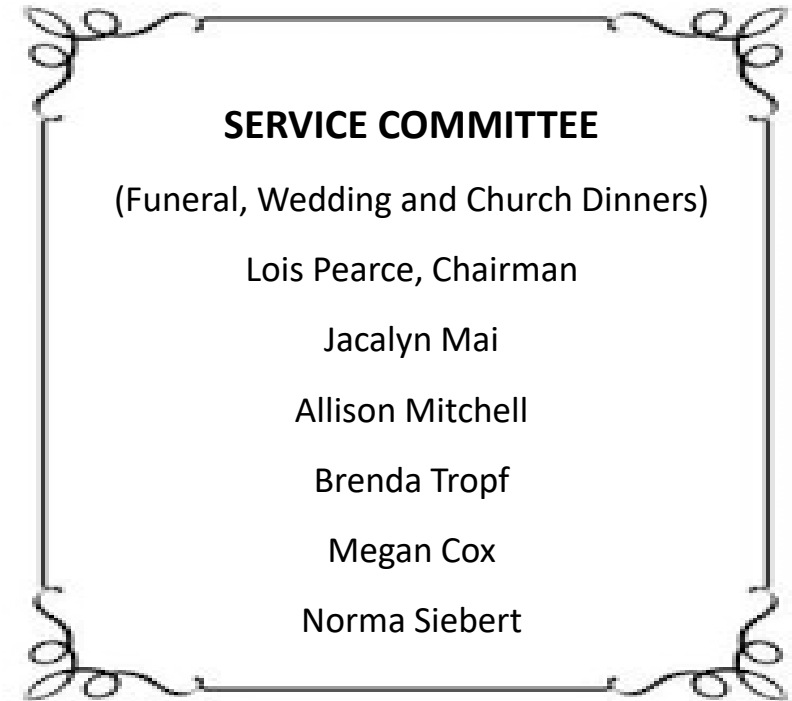 SERVICE COMMITTEE
(Funeral, Wedding and Church Dinners)
Lois Pearce, Chairman
Jacalyn Mai
Allison Mitchell
Brenda Tropf
Megan Cox
Norma Siebert